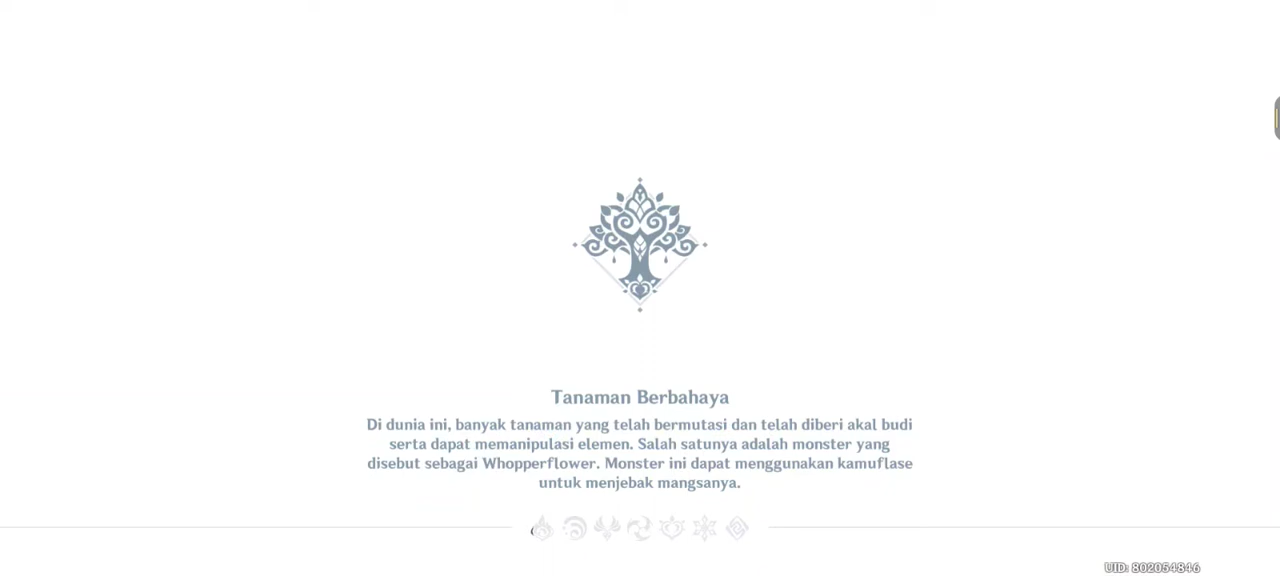 Tanaman Berbahaya
Di dunia ini, banyak tanaman yang telah bermutasi dan telah diberi akal budi
serta dapat memanipulasi elemen. Salah satunya adalah monster yang
disebut sebagai Whopperflower. Monster ini dapat menggunakan kamuflase
untuk menjebak mangsanya.
UID: 802054846